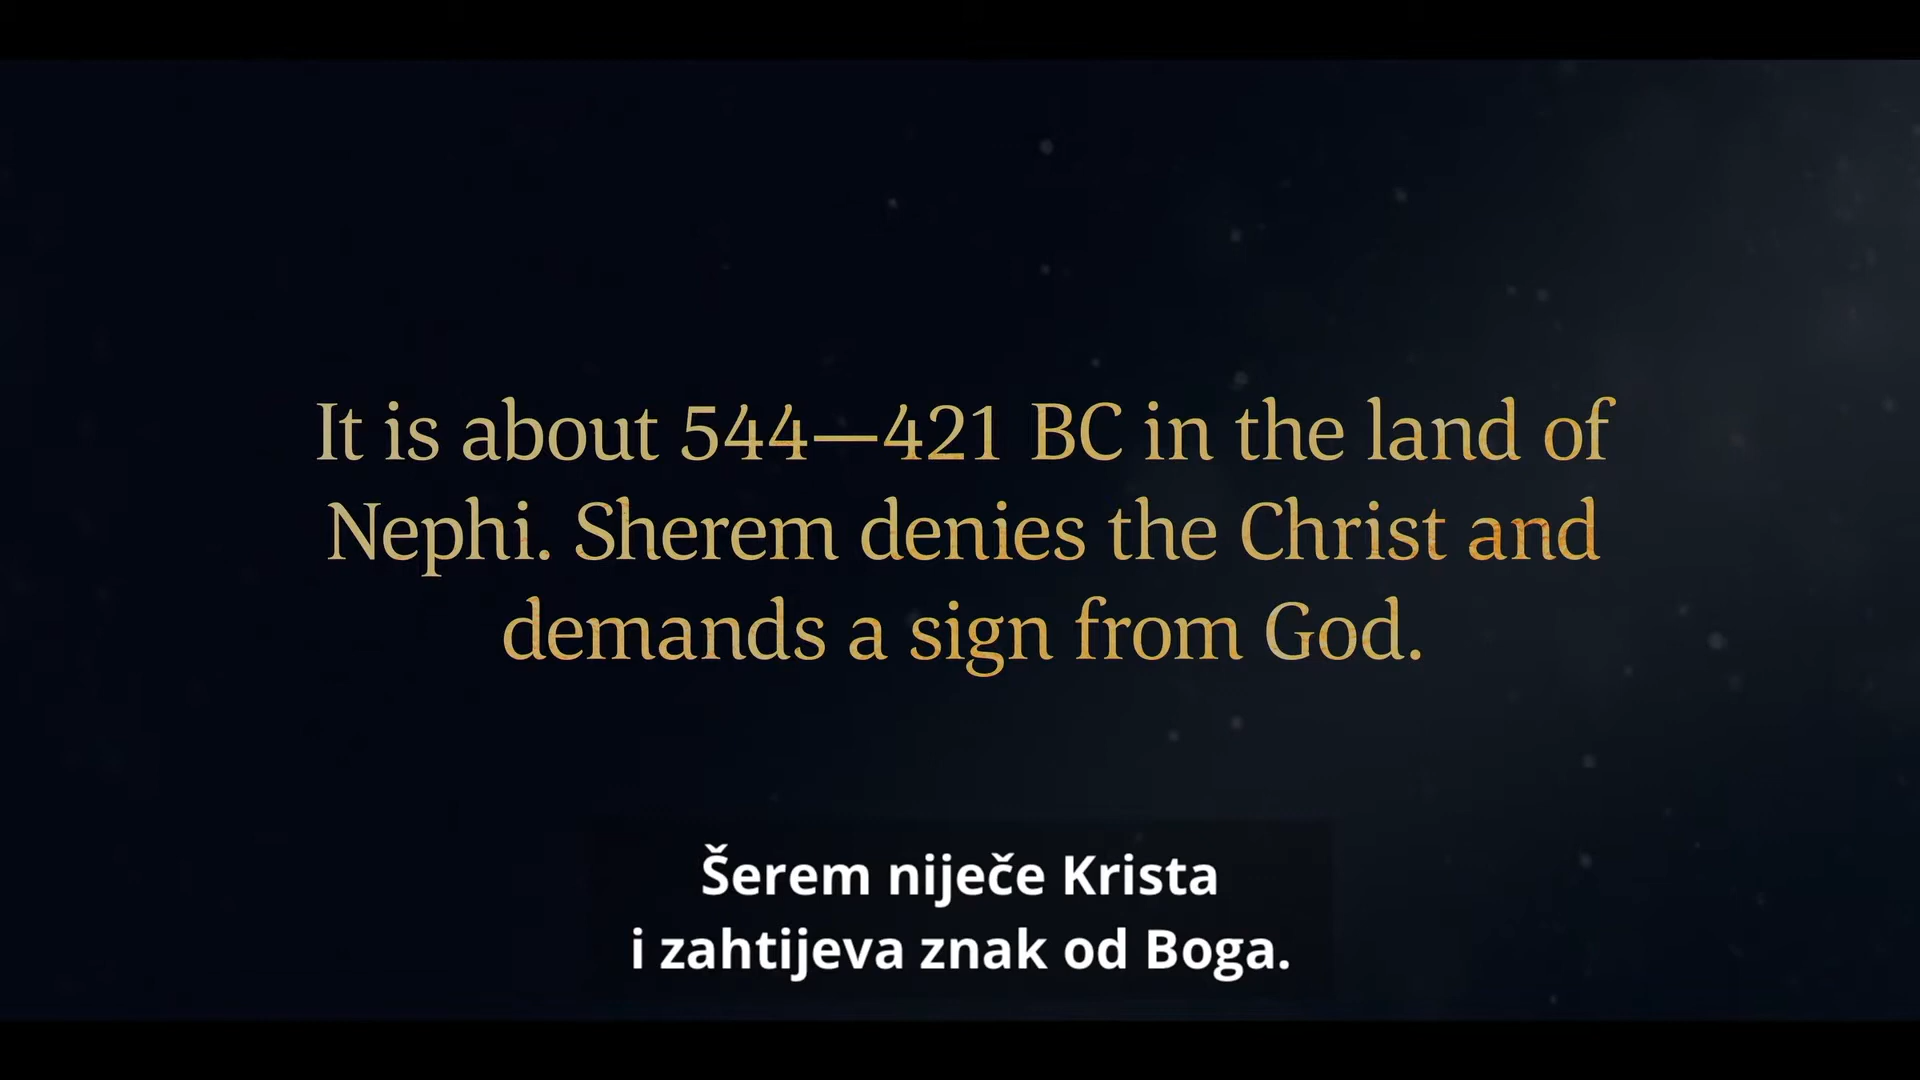 It is about 544—421 BC in the land of
Nephi. Sherem denies the Christ and
demands a sign from God.
Šerem niječe Krista
i zahtijeva znak od Boga.